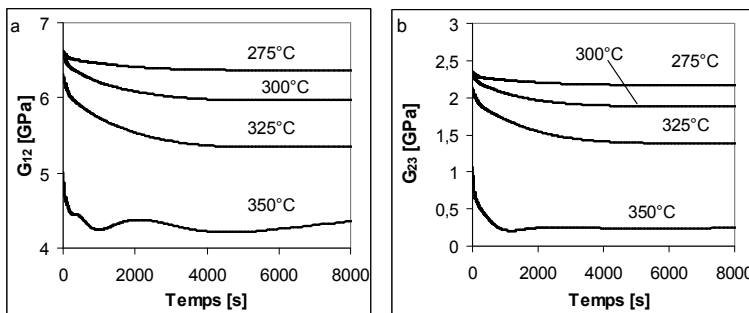 a
7
6
5
4
G12 [GPa]
275°C
300°C
325°C
350°C
0 2000 4000 6000 8000
Temps [s]
b
3
2,5
2
1,5
1
0,5
0
G23 [GPa]
300°C
275°C
325°C
350°C
0 2000 4000 6000 8000
Temps [s]